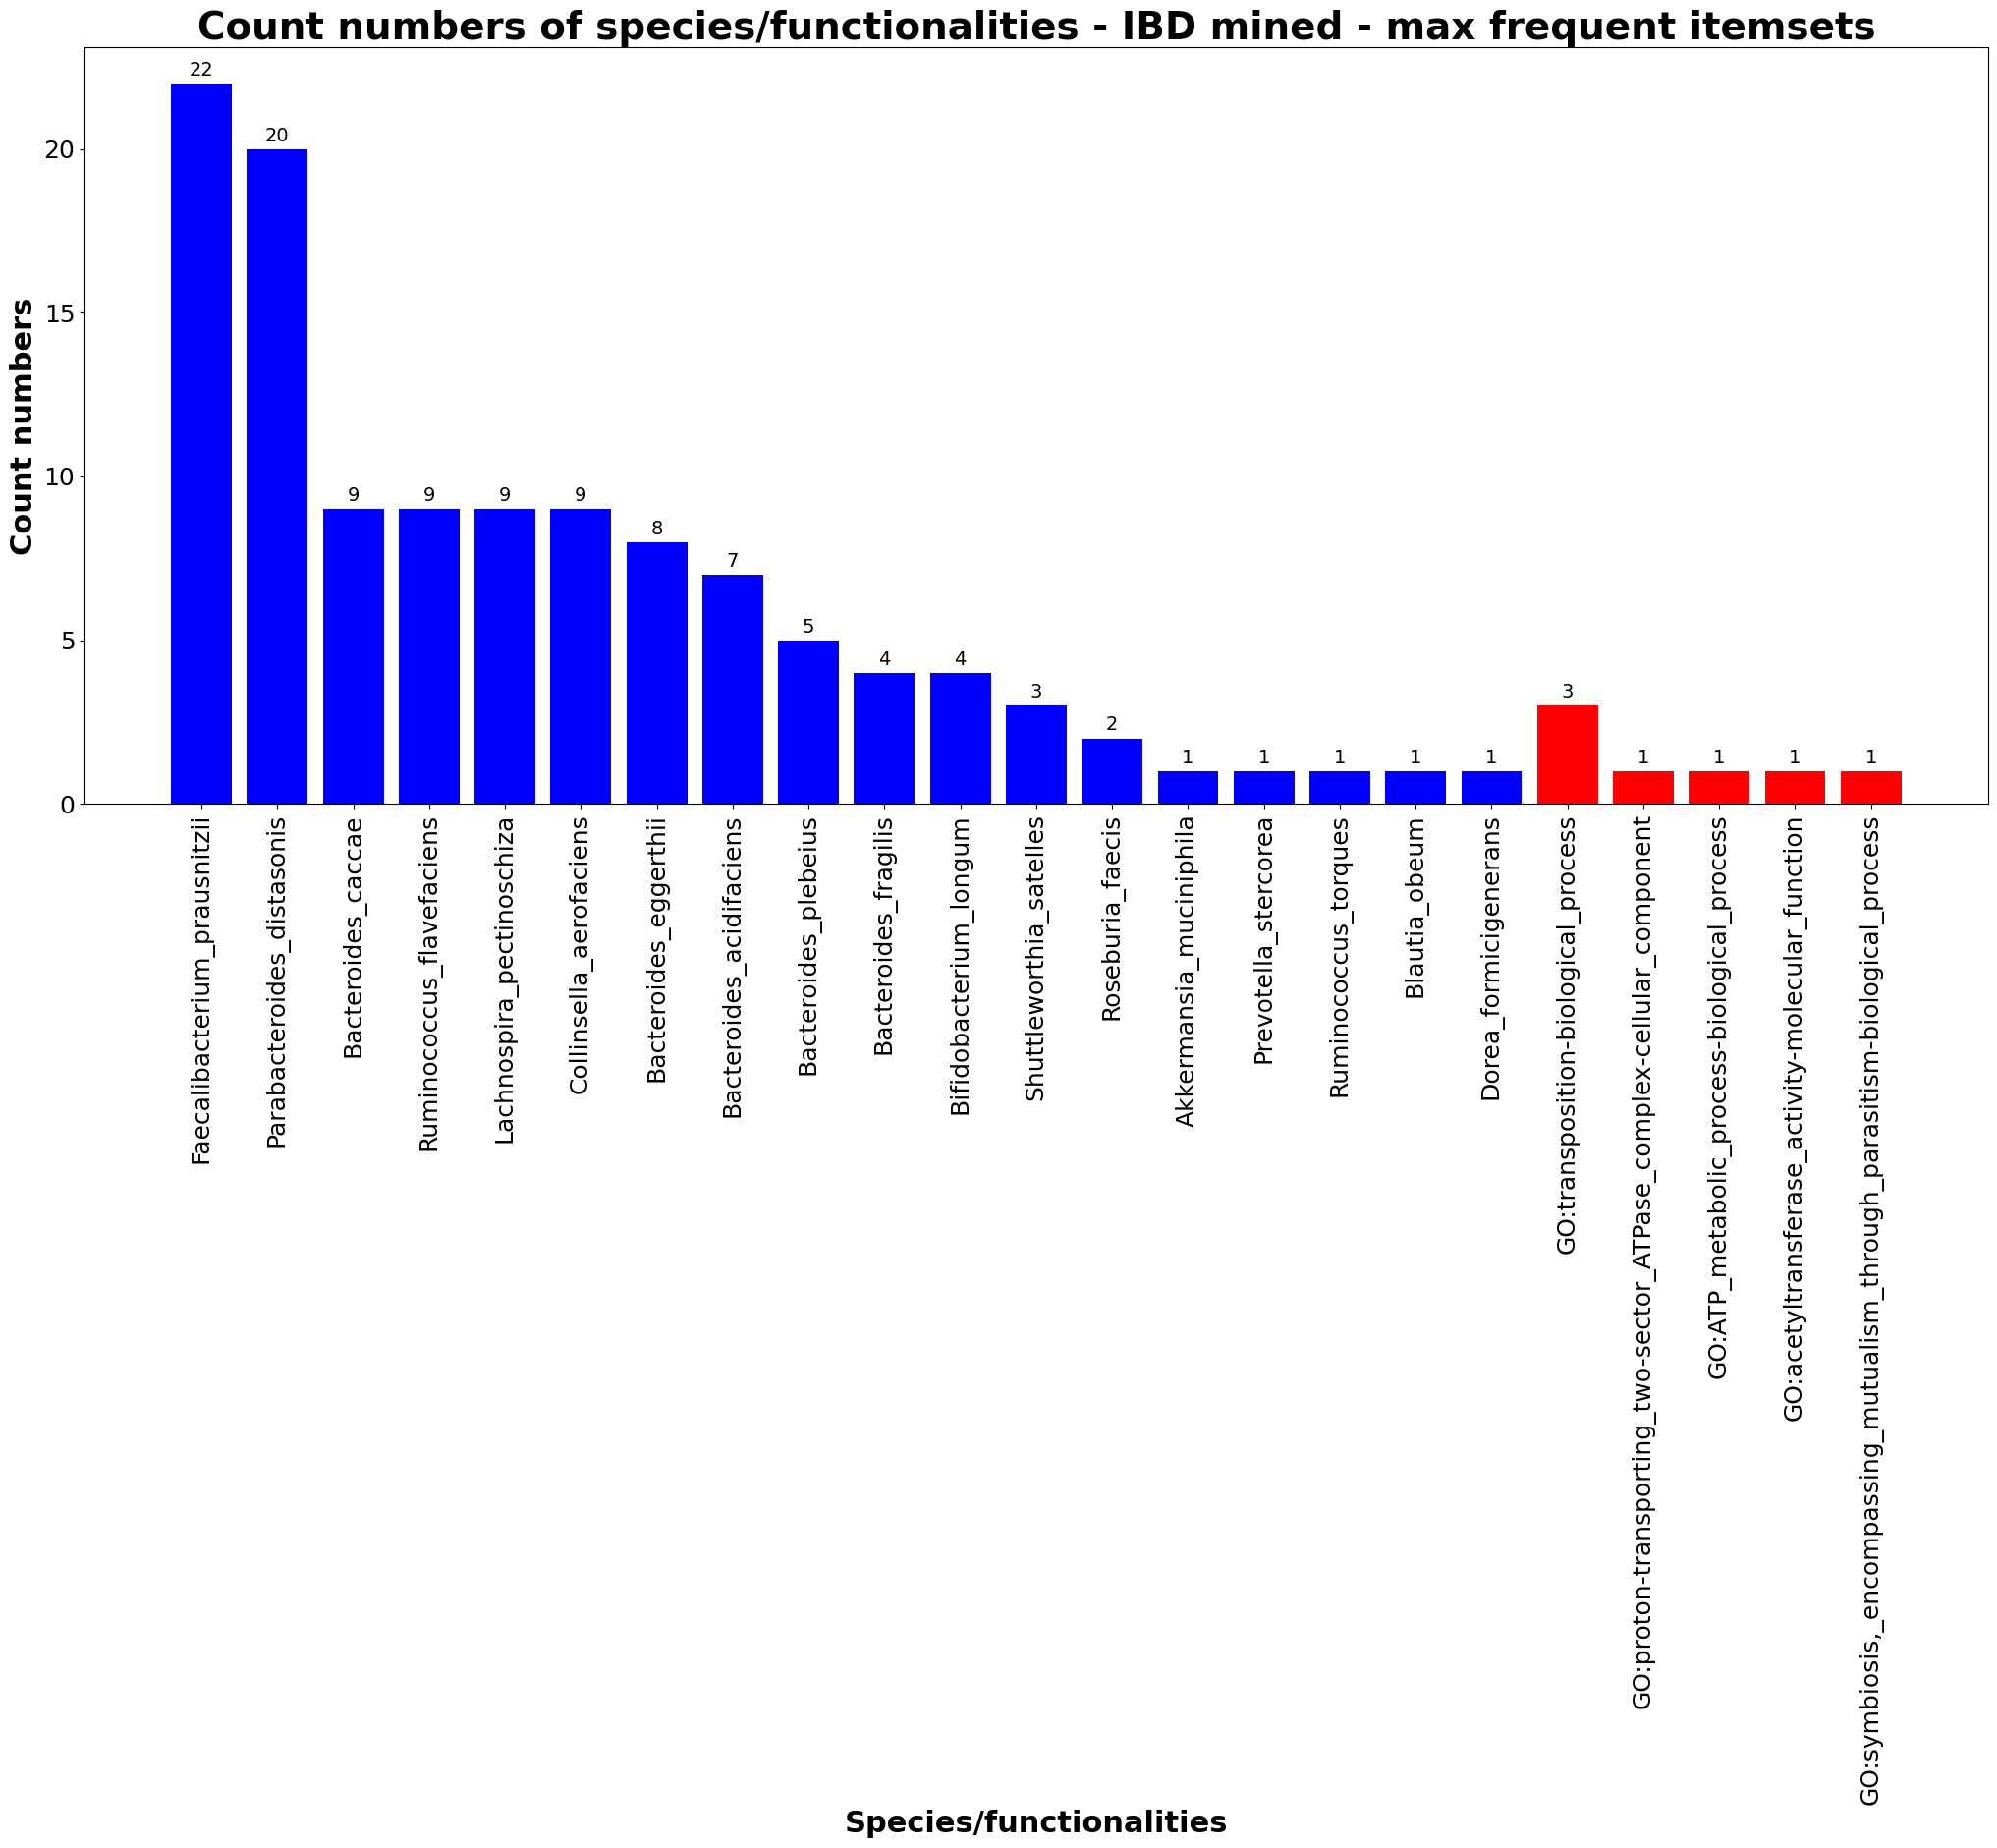 Count numbers of species/functionalities - IBD mined - max frequent itemsets
Count numbers
20
15
10
5
0
22
20
9
9
9
9
8
7
5
4
4
3
2
1
1
1
1
1
3
1
1
1
1
Faecalibacterium_prausnitzii
Parabacteroides_distasonis
Bacteroides_caccae
Ruminococcus_flavefaciens
Lachnospira_pectinoschiza
Collinsella_aerofaciens
Bacteroides_eggerthii
Bacteroides_acidifaciens
Bacteroides_plebeius
Bacteroides_fragilis
Bifidobacterium_longum
Shuttleworthia_satelles
Roseburia_faecis
Akkermansia_muciniphila
Prevotella_stercorea
Ruminococcus_torques
Blautia_obeum
Dorea_formicigenerans
GO:transposition-biological_process
GO:proton-transporting_two-sector_ATPase_complex-cellular_component
GO:ATP_metabolic_process-biological_process
GO:acetyltransferase_activity-molecular_function
GO:symbiosis,_encompassing_mutualism_through_parasitism-biological_process
Species/functionalities